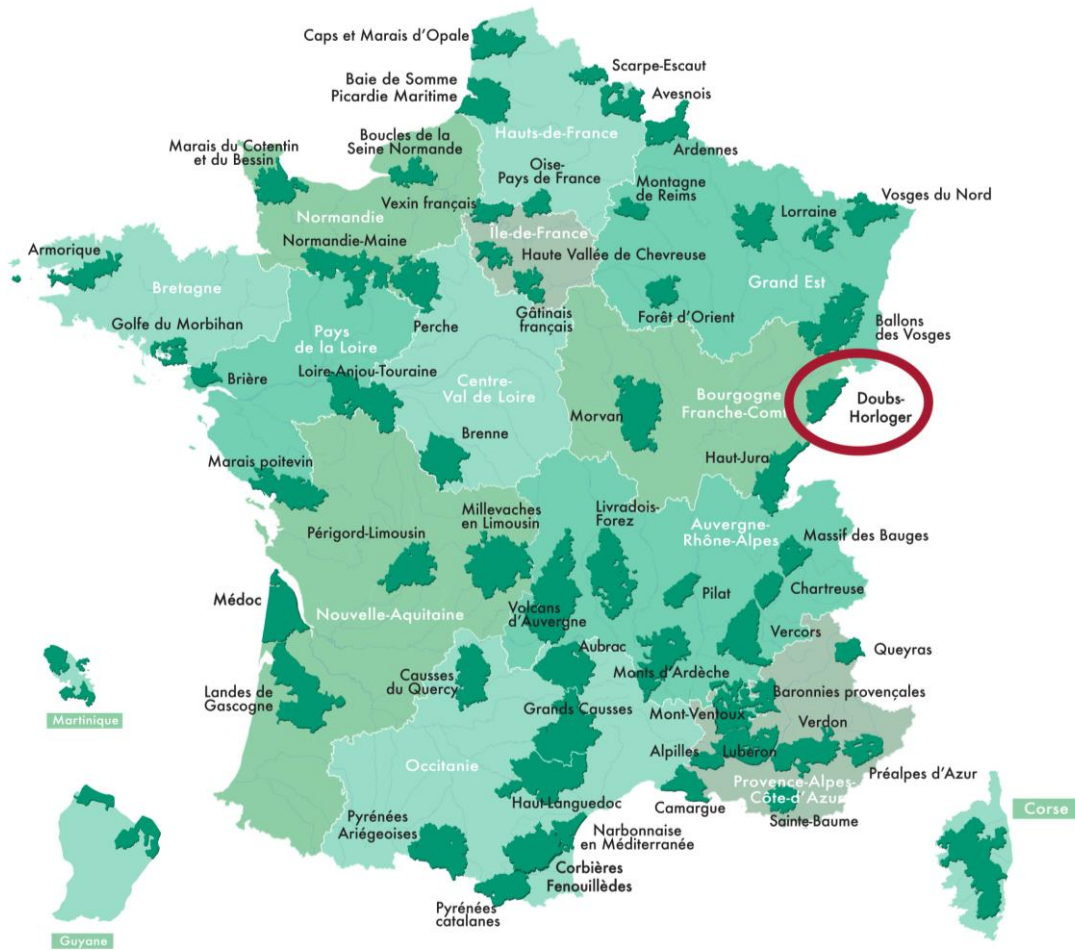 Caps et Marais d'Opale
Scarpe-Escaut
Baie de Somme
Picardie Maritime
Avesnois
Hauts-de-France
Ardennes
Marais du Cotentin
et du Bessin
Boucles de la
Seine Normande
Oise-
Pays de France
Montagne
de Reims
Vosges du Nord
Vexin français
Lorraine
Normandie
Île-de-France
Normandie-Maine
Haute Vallée de Chevreuse
Armorique
Grand Est
Bretagne
Perche
Gâtinais
français
Forêt d'Orient
Ballons
des Vosges
Golfe du Morbihan
Pays
de la Loire
Brière
Loire-Anjou-Touraine
Centre-
Val de Loire
Bourgogne
Franche-Comt
Doubs-
Horloger
Morvan
Brenne
Haut-Jura
Marais poitevin
Millevaches
en Limousin
Livradois-
Forez
Auvergne-
Rhône-Alpes
Périgord-Limousin
Massif des Bauges
Médoc
Pilat
Chartreuse
Nouvelle-Aquitaine
Volcans
d'Auvergne
Vercors
Aubrac
Queyras
Causses
du Quercy
Monts d'Ardèche
Landes de
Gascogne
Baronnies provençales
Martinique
Grands Causses
Mont-Ventoux
Verdon
Alpilles
Luberon
Occitanie
Préalpes d'Azur
Provence-Alpes-
Côte-d'Azur
Haut-Languedoc
Camargue
Sainte-Baume
Corse
Pyrénées
Ariégeoises
Narbonnaise
en Méditerranée
Corbières
Fenouillèdes
Pyrénées
catalanes
Guyane